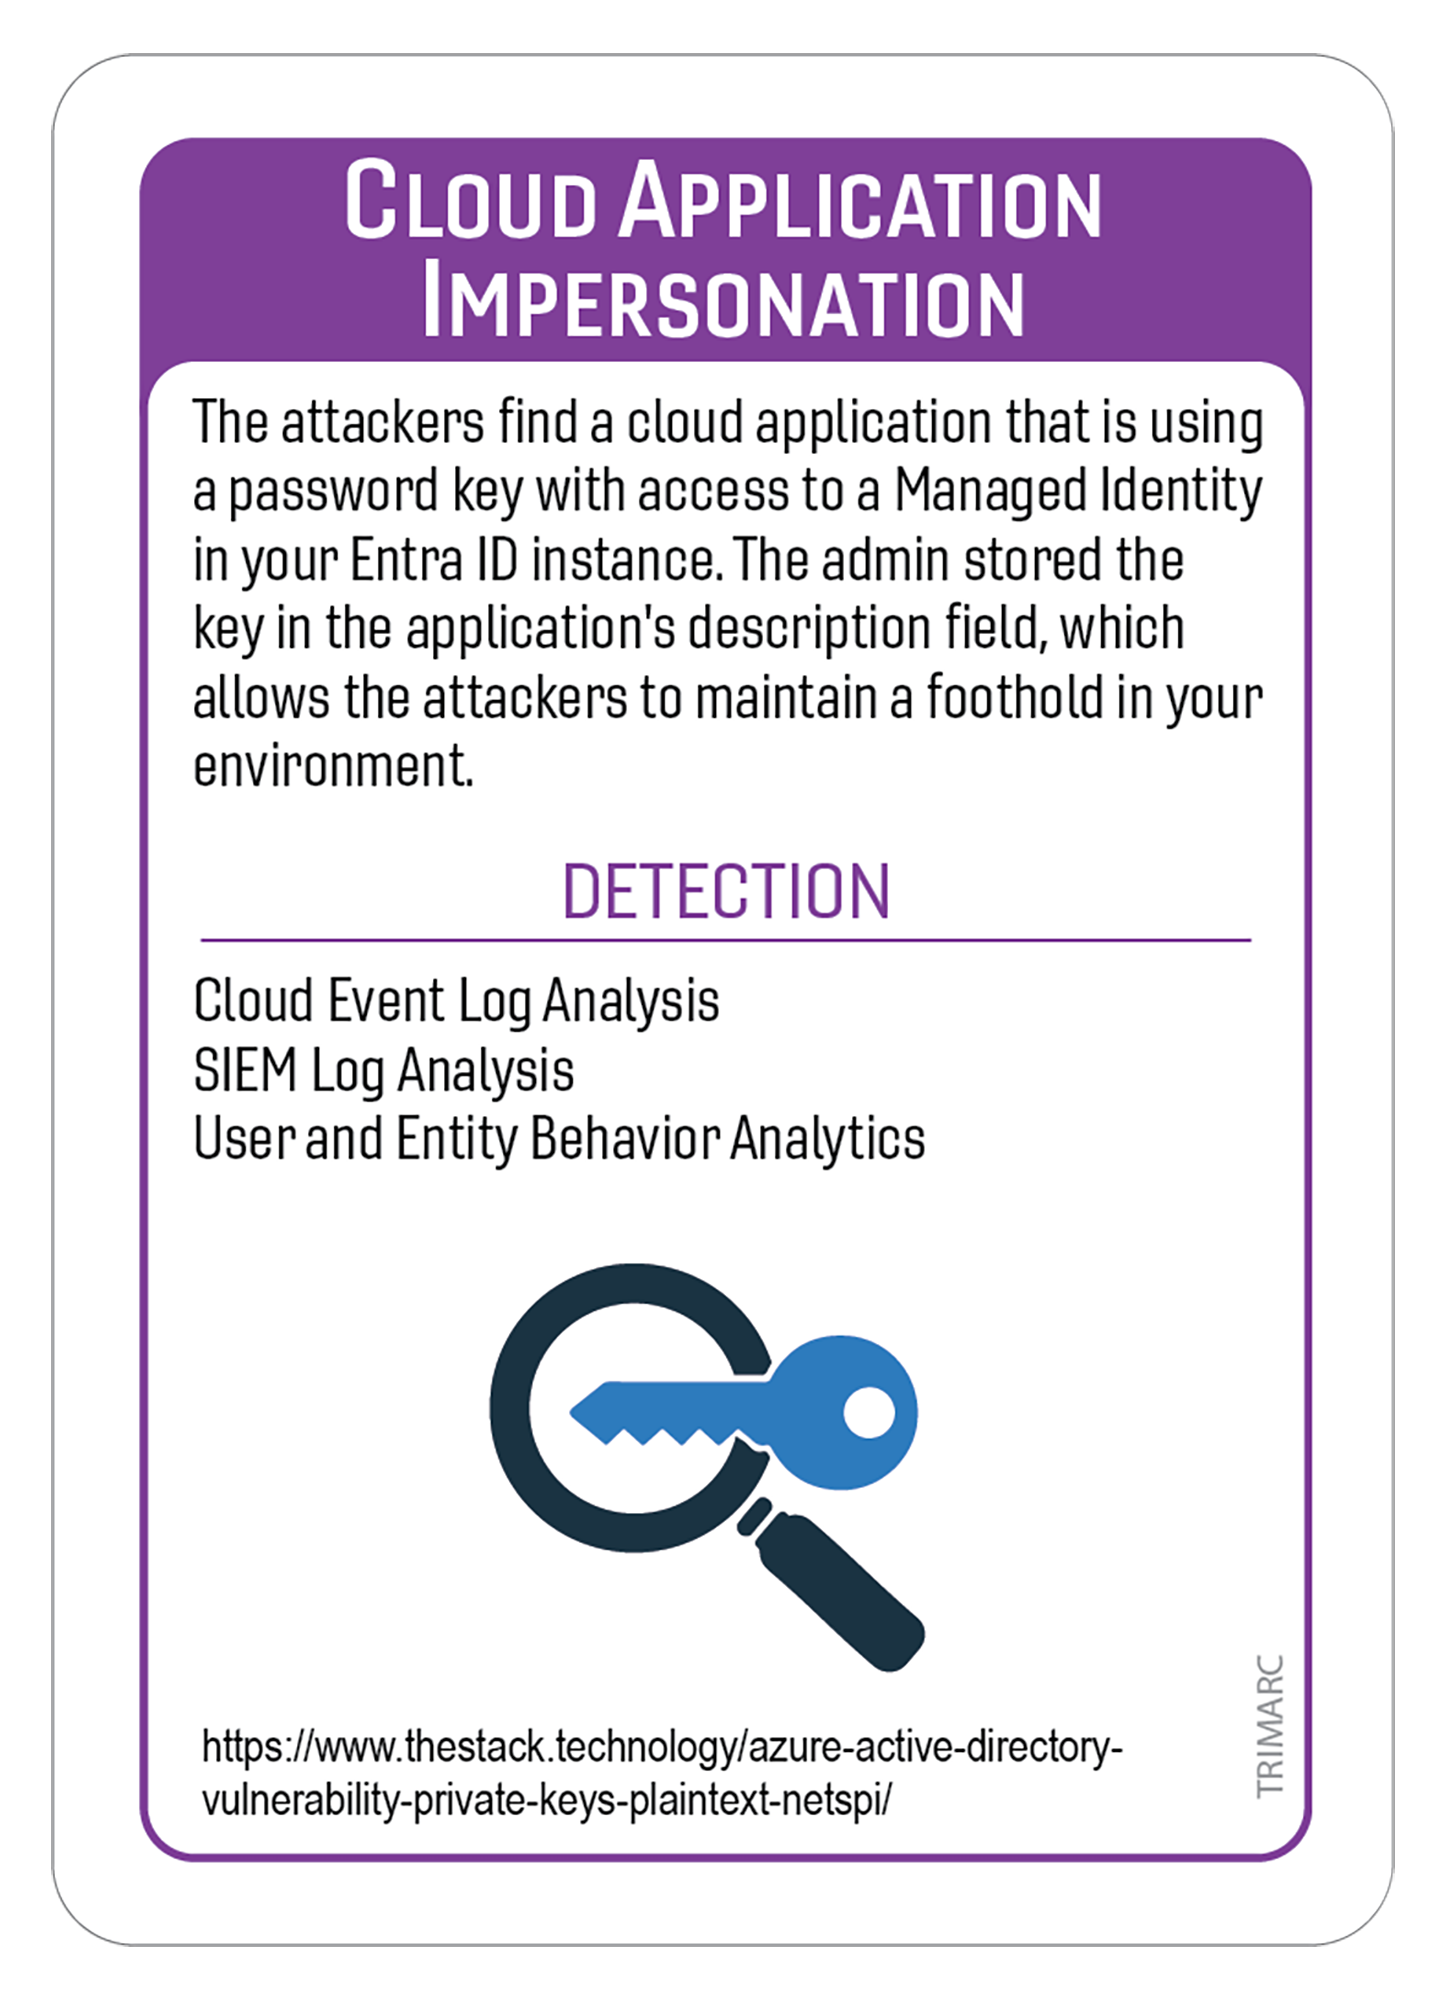 Cloud Application
Impersonation
The attackers find a cloud application that is using
a password key with access to a Managed Identity
in your Entra ID instance. The admin stored the
key in the application's description field, which
allows the attackers to maintain a foothold in your
environment.
DETECTION
Cloud Event Log Analysis
SIEM Log Analysis
User and Entity Behavior Analytics
https://www.thestack.technology/azure-active-directory-
vulnerability-private-keys-plaintext-netspi/
TRIMARC